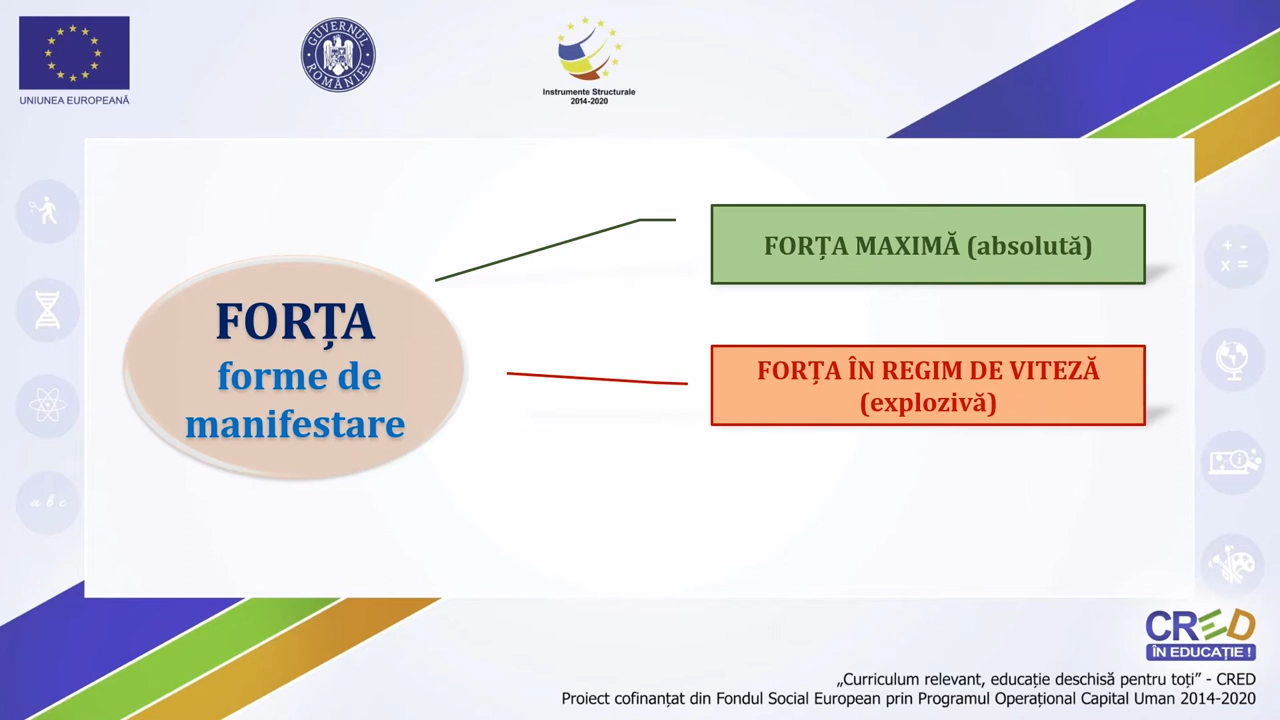 UNIUNEA EUROPEANĂ
GUVERNUL ROMÂNIEI
Instrumente Structurale
2014-2020
FORȚA
forme de
manifestare
FORȚA MAXIMĂ (absolută)
FORȚA ÎN REGIM DE VITEZĂ
(explozivă)
+ -
x =
a b c
CRED
ÎN EDUCAȚIE !
„Curriculum relevant, educație deschisă pentru toți” - CRED
Proiect cofinanțat din Fondul Social European prin Programul Operațional Capital Uman 2014-2020